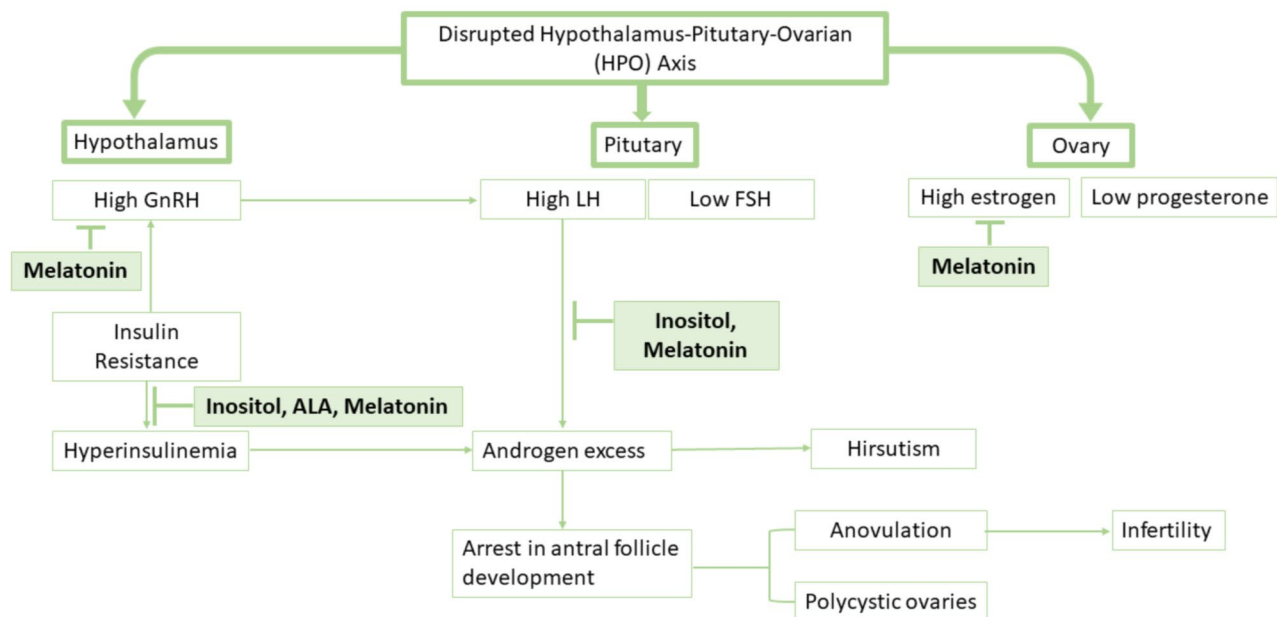 Disrupted Hypothalamus-Pitutary-Ovarian
(HPO) Axis
Hypothalamus
Pitutary
Ovary
High GnRH
High LH
Low FSH
High estrogen
Low progesterone
Melatonin
Melatonin
Insulin
Resistance
Inositol,
Melatonin
Inositol, ALA, Melatonin
Hyperinsulinemia
Androgen excess
Hirsutism
Arrest in antral follicle
development
Anovulation
Infertility
Polycystic ovaries